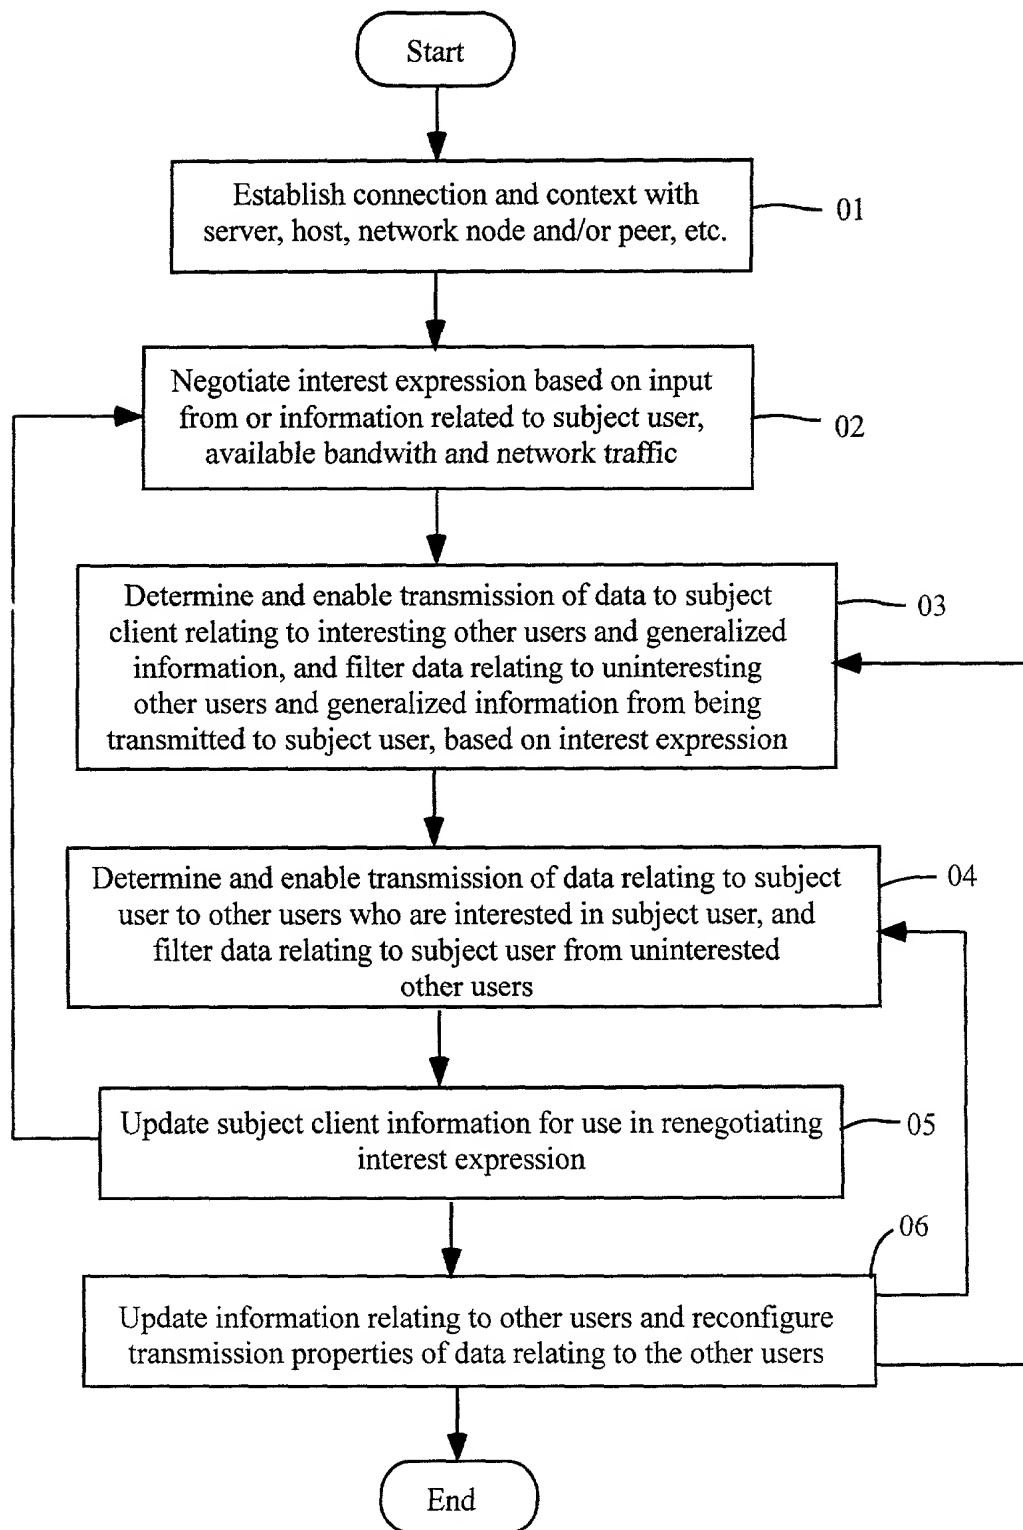 Start
Establish connection and context with
server, host, network node and/or peer, etc.
01
Negotiate interest expression based on input
from or information related to subject user,
available bandwith and network traffic
02
Determine and enable transmission of data to subject
client relating to interesting other users and generalized
information, and filter data relating to uninteresting
other users and generalized information from being
transmitted to subject user, based on interest expression
03
Determine and enable transmission of data relating to subject
user to other users who are interested in subject user, and
filter data relating to subject user from uninterested
other users
04
Update subject client information for use in renegotiating
interest expression
05
06
Update information relating to other users and reconfigure
transmission properties of data relating to the other users
End